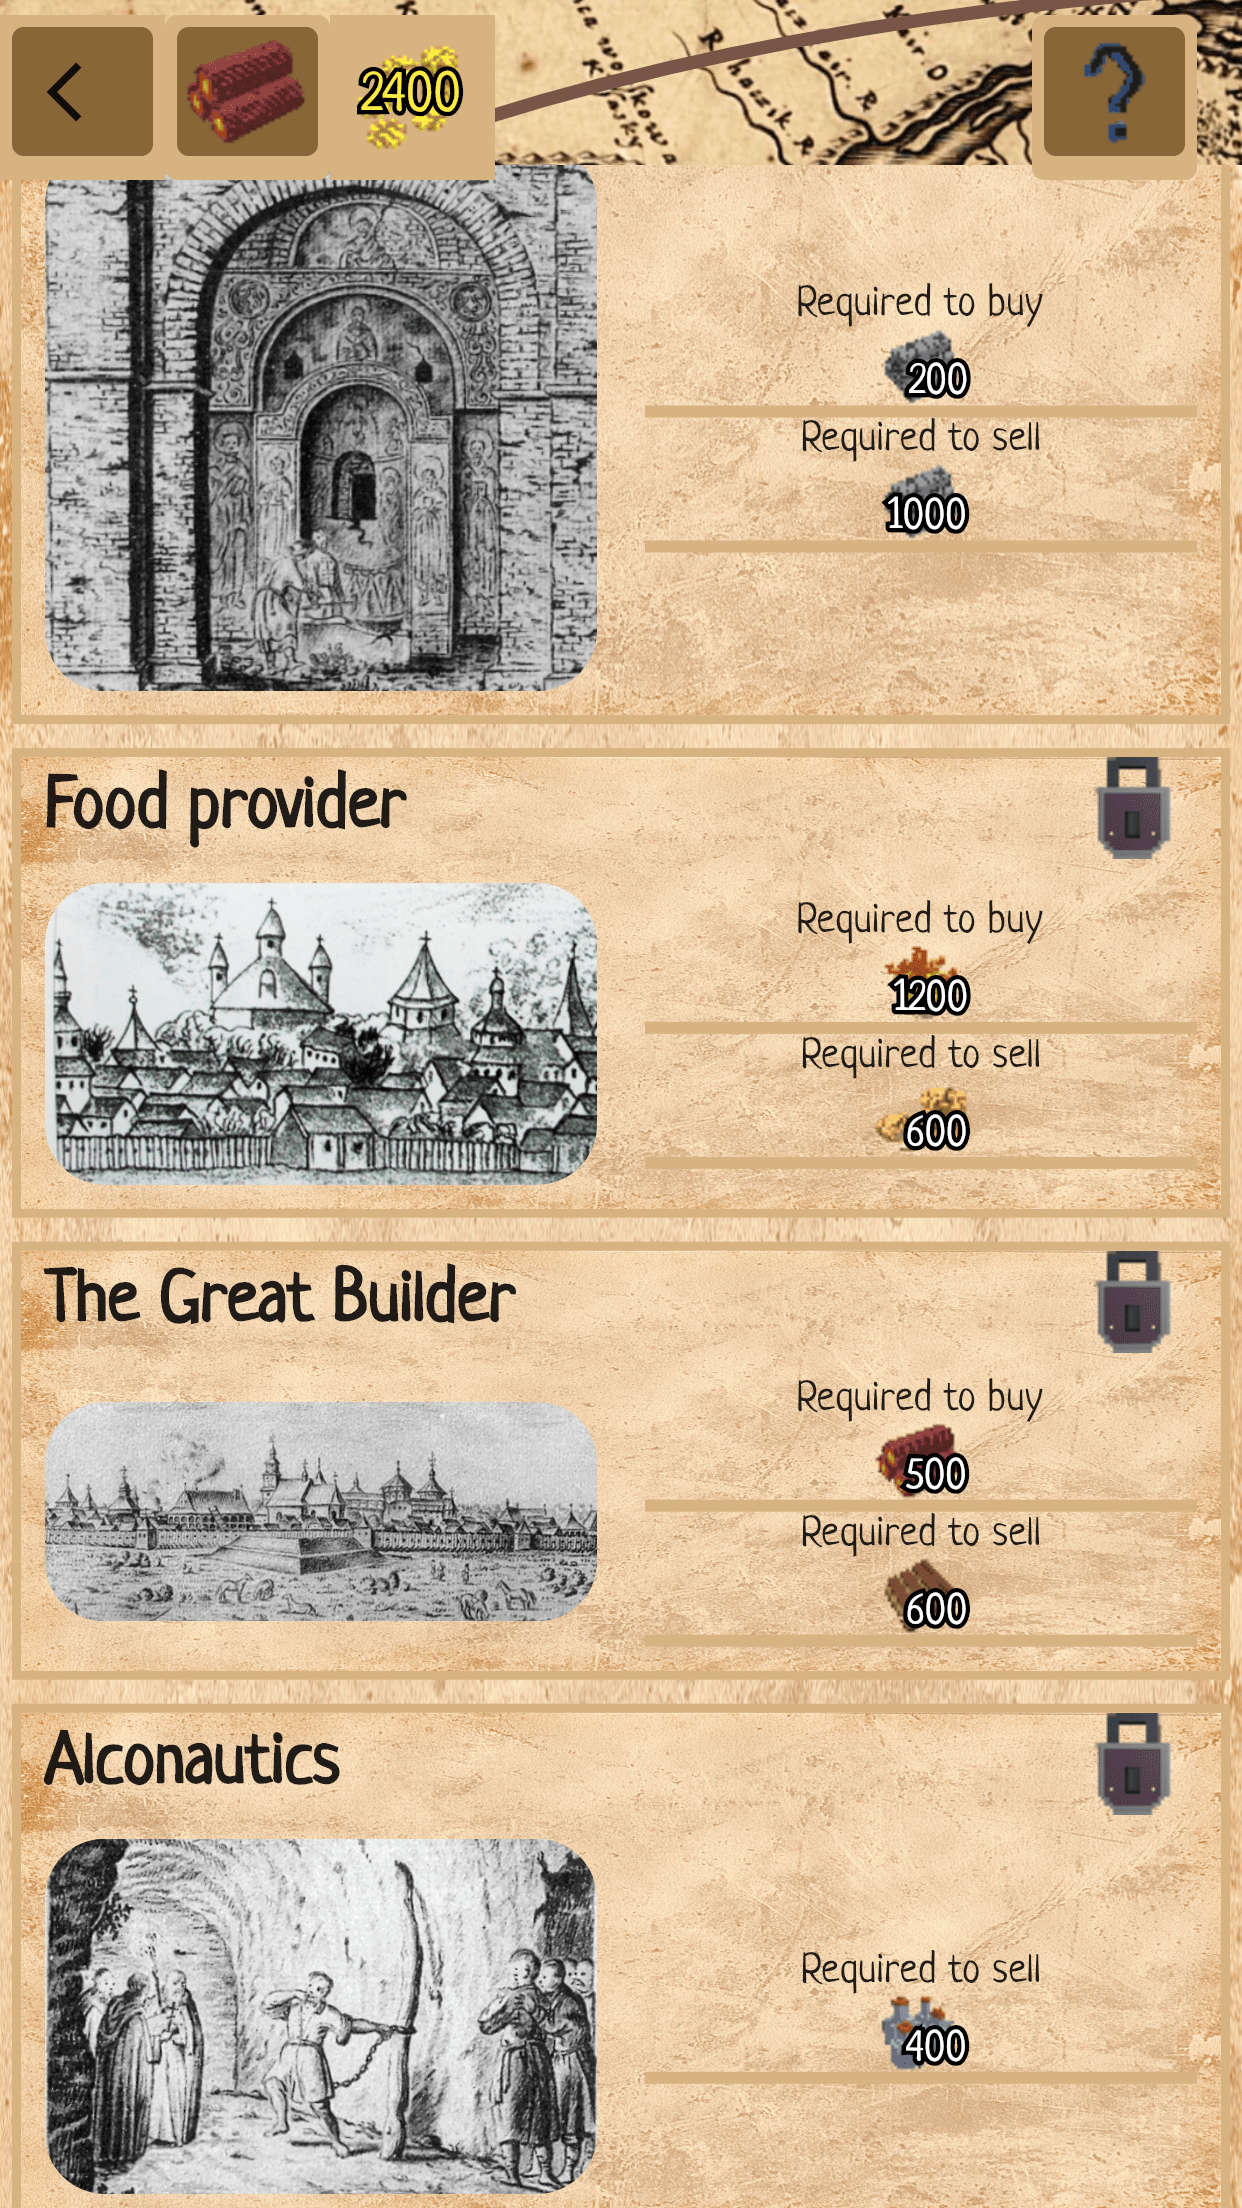 2400
Required to buy
200
Required to sell
1000
Food provider
Required to buy
1200
Required to sell
600
The Great Builder
Required to buy
500
Required to sell
600
Alconautics
Required to sell
400